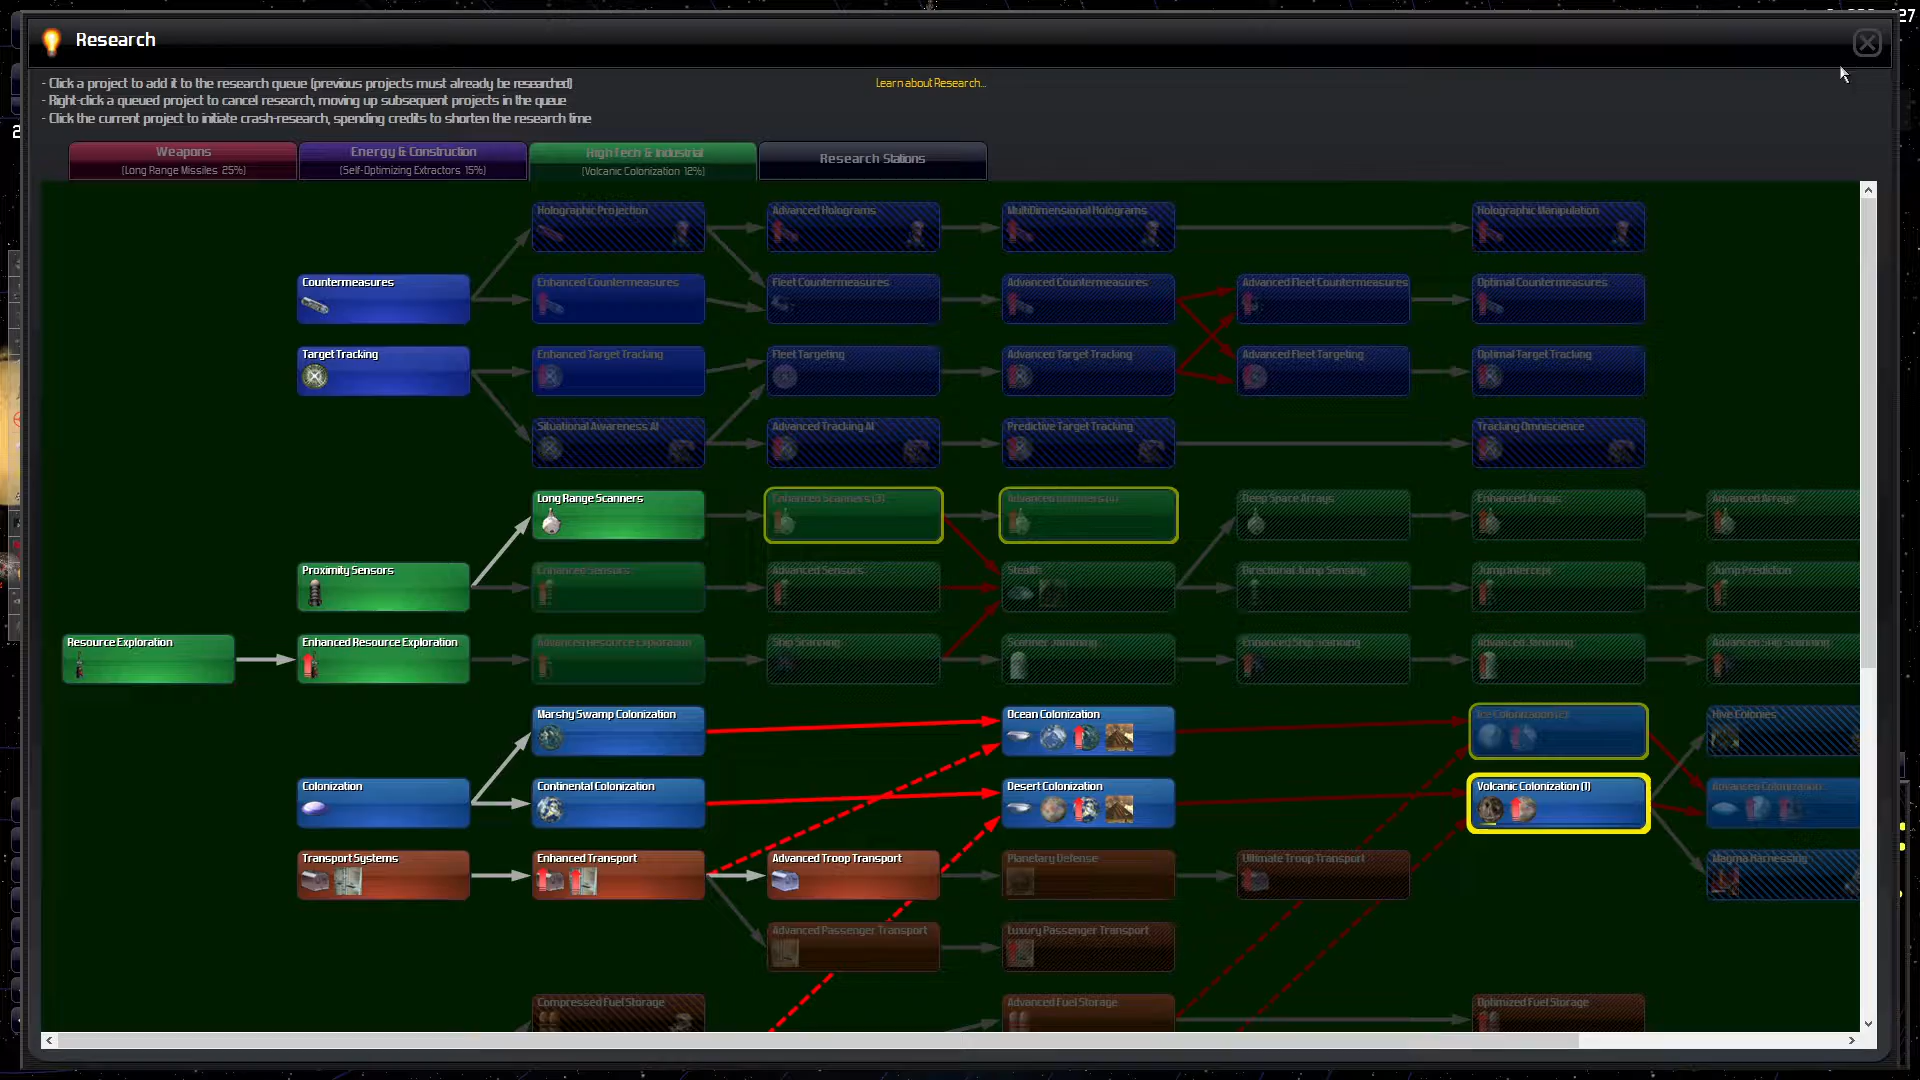 27
Research
- Click a project to add it to the research queue (previous projects must already be researched)
Learn about Research...
- Right-click a queued project to cancel research, moving up subsequent projects in the queue
- Click the current project to initiate crash-research, spending credits to shorten the research time
Weapons
(Long Range Missiles 25%)
Energy & Construction
(Self-Optimizing Extractors 15%)
HighTech & Industrial
(Volcanic Colonization 12%)
Research Stations
Holographic Projection
Advanced Holograms
MultiDimensional Holograms
Holographic Manipulation
Countermeasures
Enhanced Countermeasures
Fleet Countermeasures
Advanced Countermeasures
Advanced Fleet Countermeasures
Optimal Countermeasures
Target Tracking
Enhanced Target Tracking
Fleet Targeting
Advanced Target Tracking
Advanced Fleet Targeting
Optimal Target Tracking
Situational Awareness AI
Advanced Tracking AI
Predictive Target Tracking
Tracking Omniscience
Long Range Scanners
Enhanced Scanners (3)
Advanced Scanners (4)
Deep Space Arrays
Enhanced Arrays
Advanced Arrays
Proximity Sensors
Enhanced Sensors
Advanced Sensors
Stealth
Directional Jump Sensing
Jump Intercept
Jump Prediction
Resource Exploration
Enhanced Resource Exploration
Advanced Resource Exploration
Ship Scanning
Scanner Jamming
Enhanced Ship Scanning
Advanced Jamming
Advanced Ship Scanning
Marshy Swamp Colonization
Ocean Colonization
Ice Colonization (2)
Hive Colonies
Colonization
Continental Colonization
Desert Colonization
Volcanic Colonization (1)
Advanced Colonization
Transport Systems
Enhanced Transport
Advanced Troop Transport
Planetary Defense
Ultimate Troop Transport
Magma Harnessing
Advanced Passenger Transport
Luxury Passenger Transport
Compressed Fuel Storage
Advanced Fuel Storage
Optimized Fuel Storage